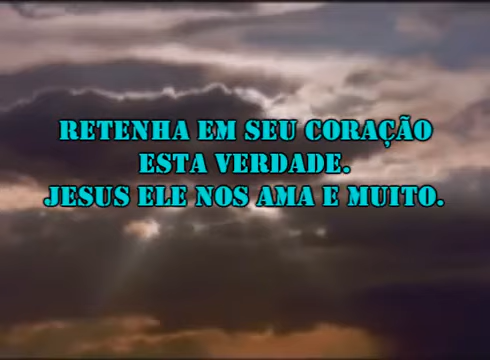 RETENHA EM SEU CORAÇÃO
ESTA VERDADE.
JESUS ELE NOS AMA E MUITO.